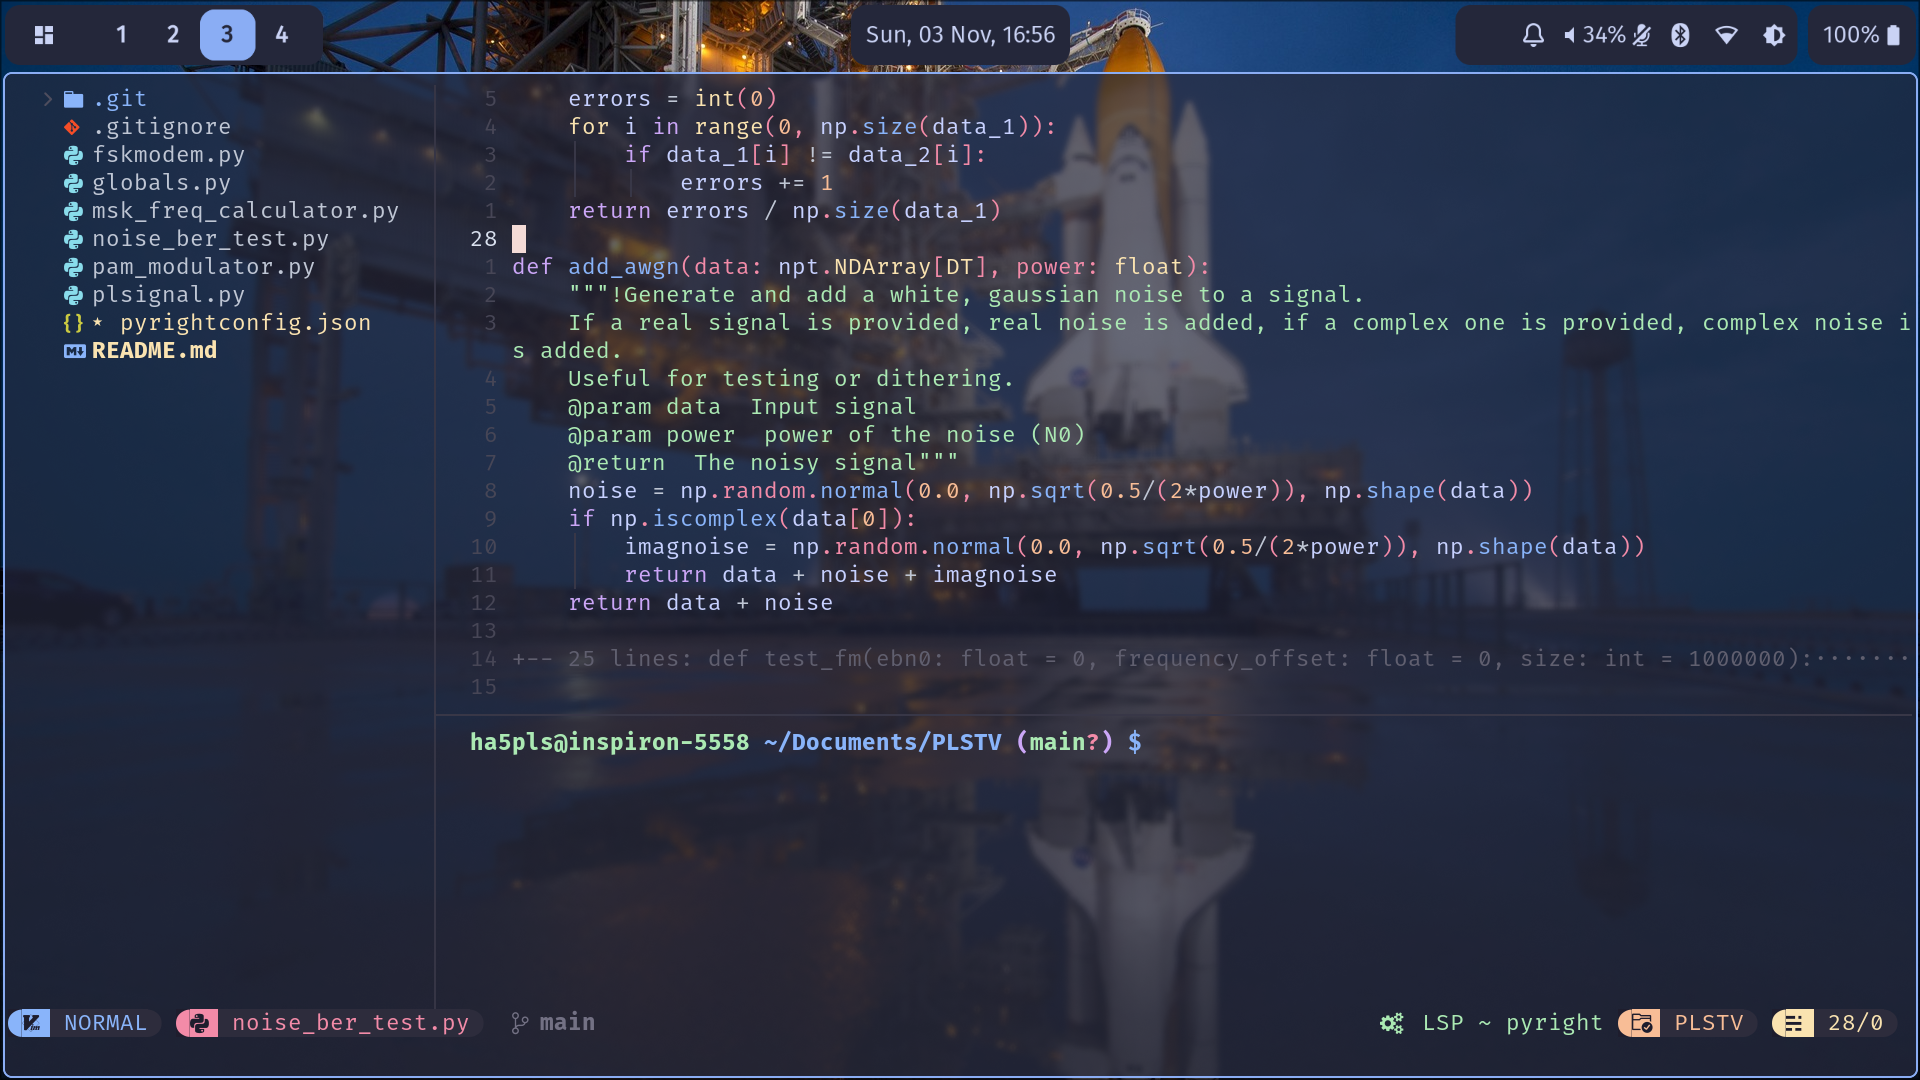 1 2 3 4 Sun, 03 Nov, 16:56 34% 100%
.git
.gitignore
fskmodem.py
globals.py
msk_freq_calculator.py
noise_ber_test.py
pam_modulator.py
plsignal.py
{} * pyrightconfig.json
README.md
5 errors = int(0)
4 for i in range(0, np.size(data_1)):
3 if data_1[i] != data_2[i]:
2 errors += 1
1 return errors / np.size(data_1)
28
1 def add_awgn(data: npt.NDArray[DT], power: float):
2 """!Generate and add a white, gaussian noise to a signal.
3 If a real signal is provided, real noise is added, if a complex one is provided, complex noise i
s added.
4 Useful for testing or dithering.
5 @param data  Input signal
6 @param power  power of the noise (N0)
7 @return  The noisy signal"""
8 noise = np.random.normal(0.0, np.sqrt(0.5/(2*power)), np.shape(data))
9 if np.iscomplex(data[0]):
10 imagnoise = np.random.normal(0.0, np.sqrt(0.5/(2*power)), np.shape(data))
11 return data + noise + imagnoise
12 return data + noise
13
14 +-- 25 lines: def test_fm(ebn0: float = 0, frequency_offset: float = 0, size: int = 1000000):·······
15
ha5pls@inspiron-5558 ~/Documents/PLSTV (main?) $
NORMAL noise_ber_test.py main LSP ~ pyright PLSTV 28/0